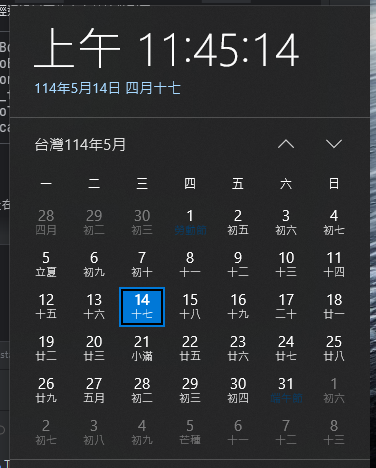 上午 11:45:14
114年5月14日 四月十七
台灣114年5月
一 二 三 四 五 六 日
28 29 30 1 2 3 4
四月 初二 初三 勞動節 初五 初六 初七
5 6 7 8 9 10 11
立夏 初九 初十 十一 十二 十三 十四
12 13 14 15 16 17 18
十五 十六 十七 十八 十九 二十 廿一
19 20 21 22 23 24 25
廿二 廿三 小滿 廿五 廿六 廿七 廿八
26 27 28 29 30 31 1
廿九 五月 初二 初三 初四 端午節 初六
2 3 4 5 6 7 8
初七 初八 初九 芒種 十一 十二 十三